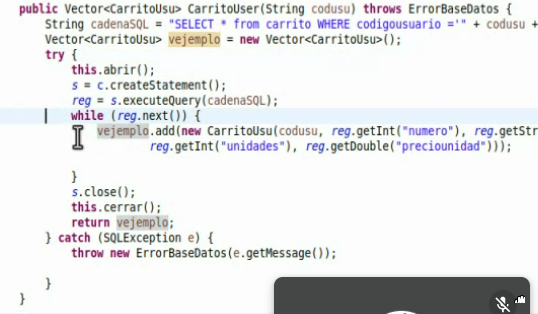 public Vector<CarritoUsu> CarritoUser(String codusu) throws ErrorBaseDatos {
String cadenaSQL = "SELECT * from carrito WHERE codigousuario ='" + codusu +
Vector<CarritoUsu> vejemplo = new Vector<CarritoUsu>();
try {
this.abrir();
s = c.createStatement();
reg = s.executeQuery(cadenaSQL);
while (reg.next()) {
vejemplo.add(new CarritoUsu(codusu, reg.getInt("numero"), reg.getStr
reg.getInt("unidades"), reg.getDouble("preciounidad")));
}
s.close();
this.cerrar();
return vejemplo;
} catch (SQLException e) {
throw new ErrorBaseDatos(e.getMessage());
}
}